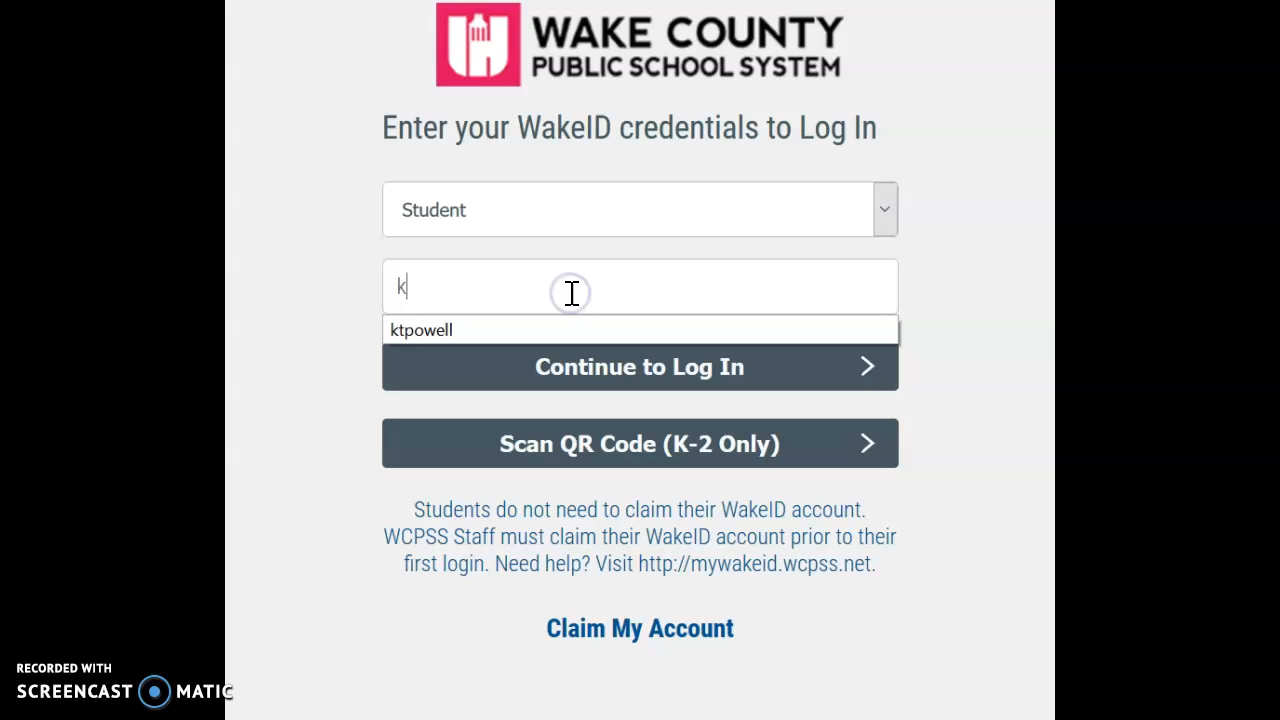 WAKE COUNTY
PUBLIC SCHOOL SYSTEM
Enter your WakeID credentials to Log In
Student
k
ktpowell
Continue to Log In
Scan QR Code (K-2 Only)
Students do not need to claim their WakeID account.
WCPSS Staff must claim their WakeID account prior to their
first login. Need help? Visit http://mywakeid.wcpss.net.
Claim My Account
RECORDED WITH
SCREENCAST MATIC